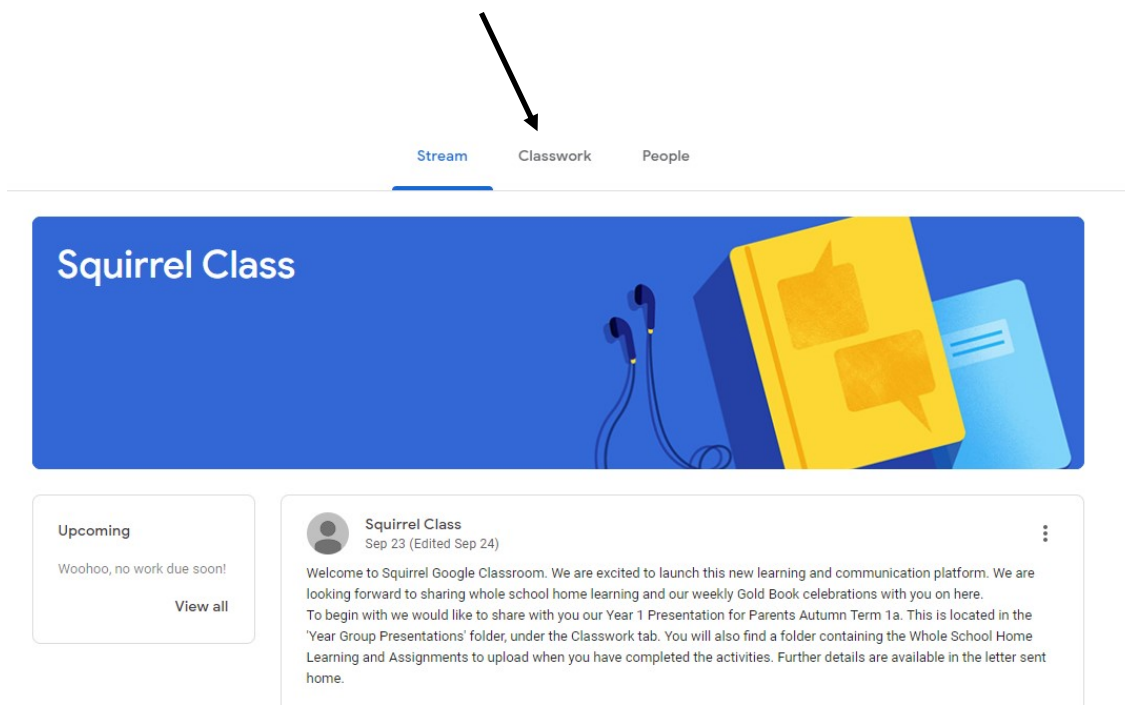 Stream Classwork People
Squirrel Class
Upcoming
Woohoo, no work due soon!
View all
Squirrel Class
Sep 23 (Edited Sep 24)
Welcome to Squirrel Google Classroom. We are excited to launch this new learning and communication platform. We are
looking forward to sharing whole school home learning and our weekly Gold Book celebrations with you on here.
To begin with we would like to share with you our Year 1 Presentation for Parents Autumn Term 1a. This is located in the
'Year Group Presentations' folder, under the Classwork tab. You will also find a folder containing the Whole School Home
Learning and Assignments to upload when you have completed the activities. Further details are available in the letter sent
home.